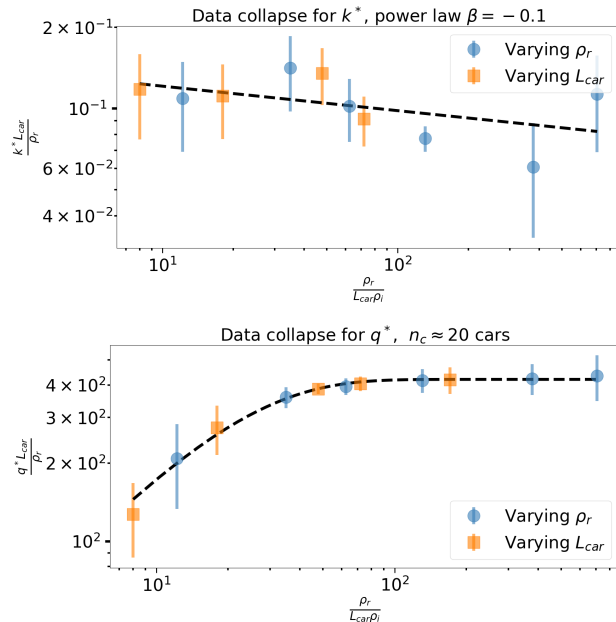 Data collapse for k*, power law β = −0.1
2 × 10⁻¹
10⁻¹
6 × 10⁻²
4 × 10⁻²
k* L_car / ρ_r
Varying ρ_r
Varying L_car
10¹
10²
ρ_r / L_car ρ_i
Data collapse for q*, n_c ≈ 20 cars
4 × 10²
3 × 10²
2 × 10²
10²
q* L_car / ρ_r
Varying ρ_r
Varying L_car
10¹
10²
ρ_r / L_car ρ_i